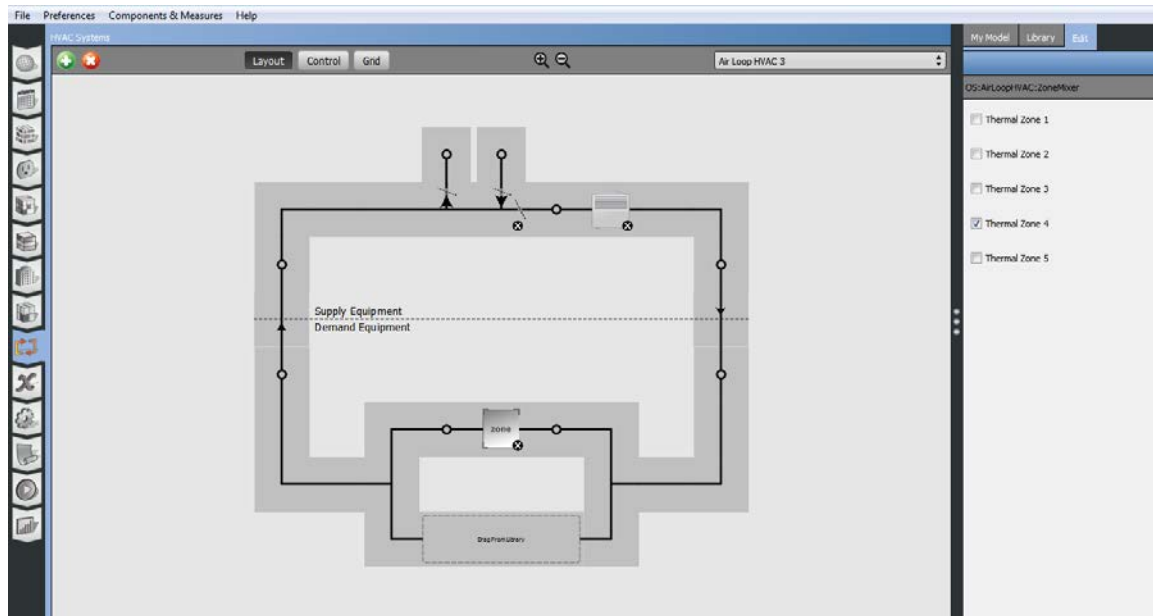 File Preferences Components & Measures Help
HVAC Systems
My Model Library Edit
Layout Control Grid
Air Loop HVAC 3
OS:AirLoopHVAC:ZoneMixer
Thermal Zone 1
Thermal Zone 2
Thermal Zone 3
Thermal Zone 4
Thermal Zone 5
Supply Equipment
Demand Equipment
zone
Drag From Library